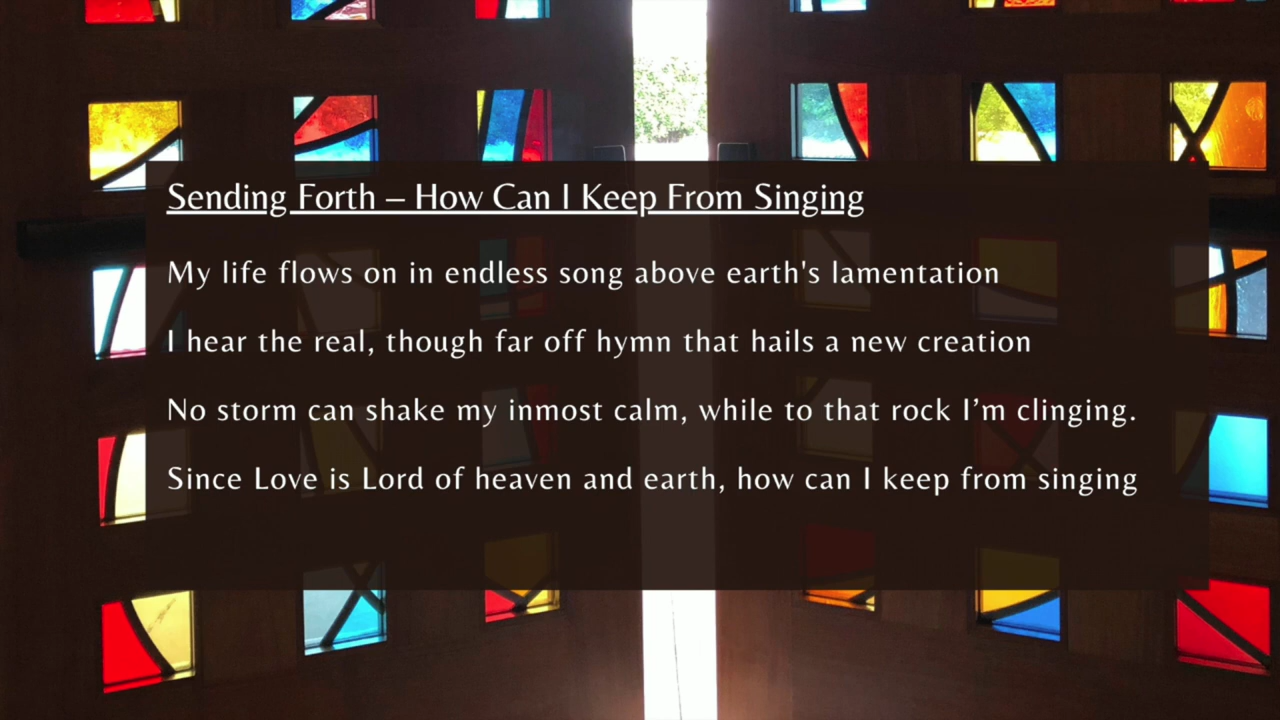 Sending Forth – How Can I Keep From Singing
My life flows on in endless song above earth's lamentation
I hear the real, though far off hymn that hails a new creation
No storm can shake my inmost calm, while to that rock I’m clinging.
Since Love is Lord of heaven and earth, how can I keep from singing